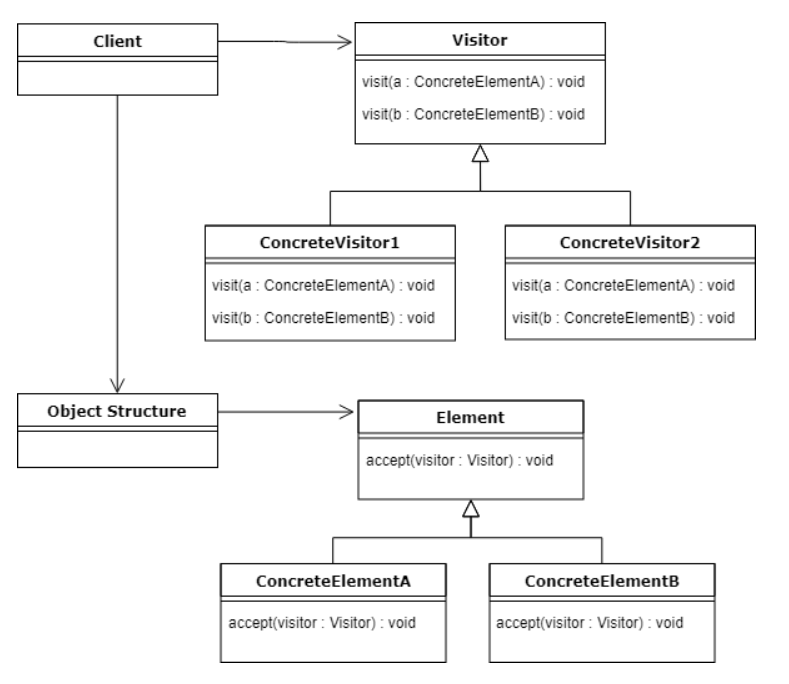 Client
Visitor
visit(a : ConcreteElementA) : void
visit(b : ConcreteElementB) : void
ConcreteVisitor1
visit(a : ConcreteElementA) : void
visit(b : ConcreteElementB) : void
ConcreteVisitor2
visit(a : ConcreteElementA) : void
visit(b : ConcreteElementB) : void
Object Structure
Element
accept(visitor : Visitor) : void
ConcreteElementA
accept(visitor : Visitor) : void
ConcreteElementB
accept(visitor : Visitor) : void